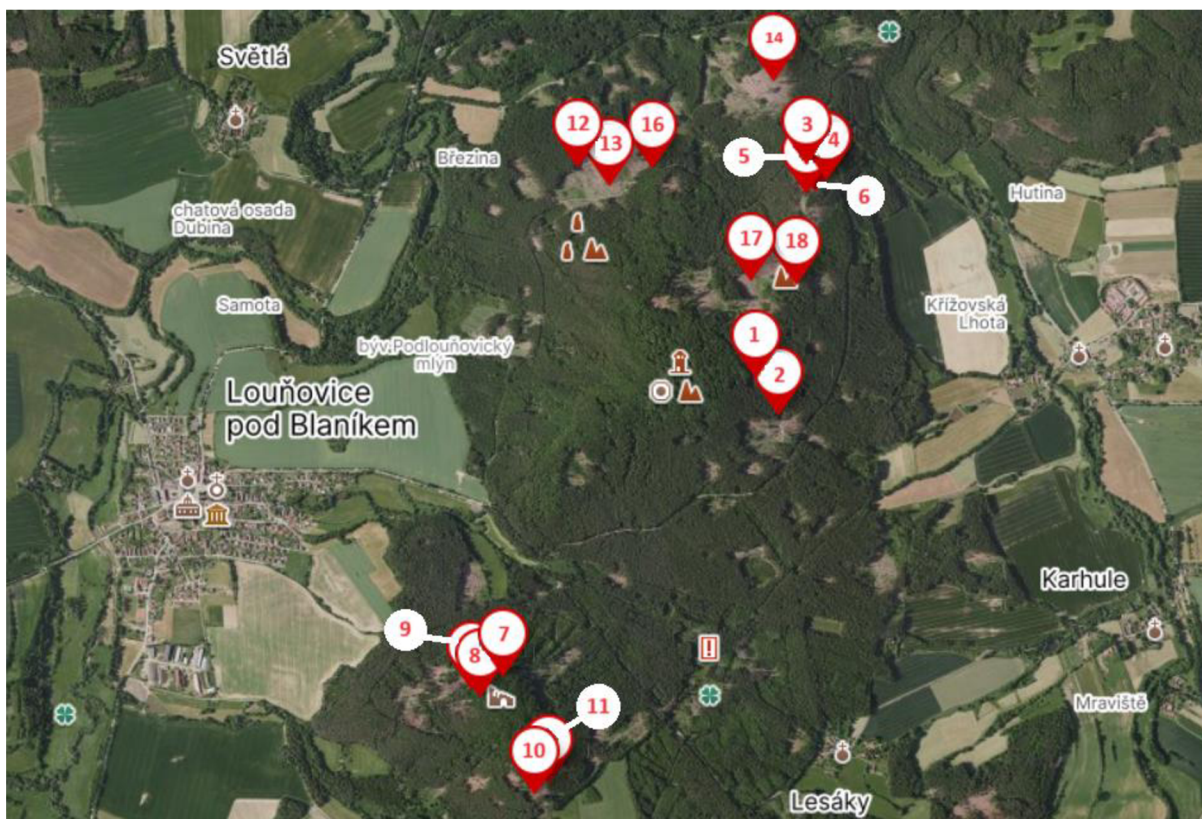 14
Světlá
12
13
16
3
4
5
6
Březina
Hutina
chatová osada
Dubina
17
18
Samota
Křížovská
Lhota
1
býv.Podlouňovický
mlýn
2
Louňovice
pod Blaníkem
Karhule
9
7
8
!
11
Mraviště
10
Lesáky